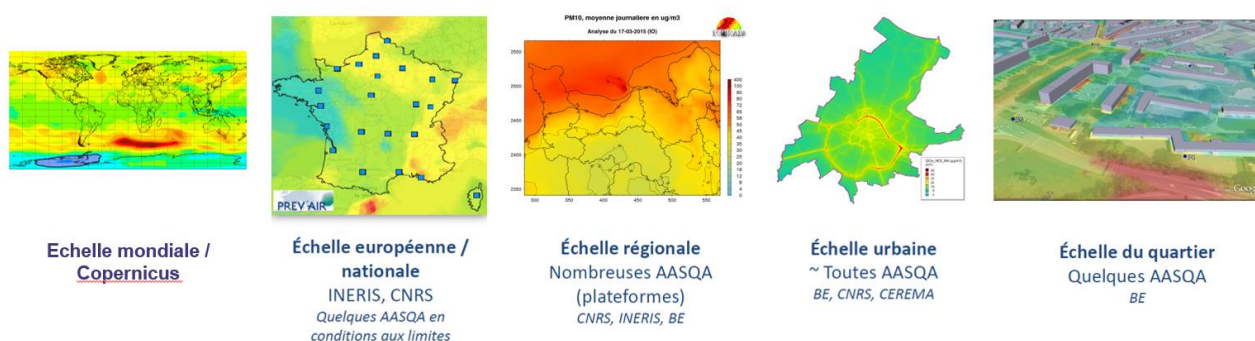 PM10, moyenne journaliere en ug/m3
Analyse du 17-03-2015 (IO)
PREV AIR
Echelle mondiale /
Copernicus
Échelle européenne /
nationale
INERIS, CNRS
Quelques AASQA en
conditions aux limites
Échelle régionale
Nombreuses AASQA
(plateformes)
CNRS, INERIS, BE
Échelle urbaine
~ Toutes AASQA
BE, CNRS, CEREMA
Échelle du quartier
Quelques AASQA
BE